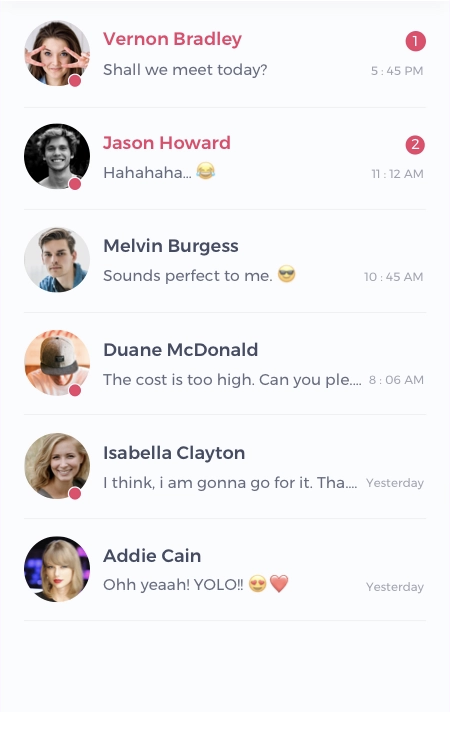 Vernon Bradley 1
Shall we meet today? 5 : 45 PM
Jason Howard 2
Hahahaha... 😂 11 : 12 AM
Melvin Burgess
Sounds perfect to me. 😎 10 : 45 AM
Duane McDonald
The cost is too high. Can you ple.... 8 : 06 AM
Isabella Clayton
I think, i am gonna go for it. Tha.... Yesterday
Addie Cain
Ohh yeaah! YOLO!! 😍❤️ Yesterday